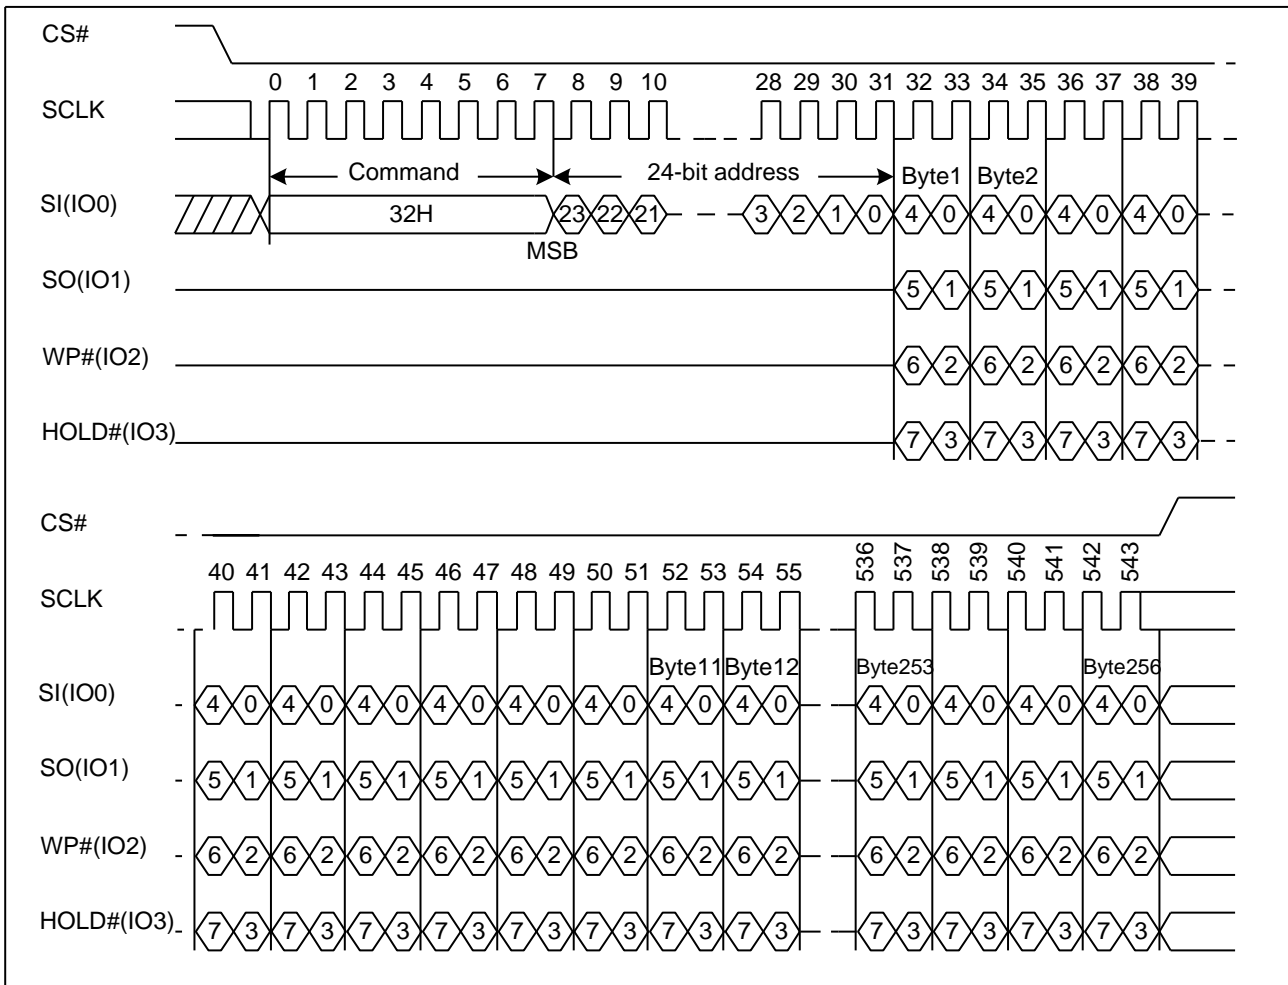 CS#
0 1 2 3 4 5 6 7 8 9 10 28 29 30 31 32 33 34 35 36 37 38 39
SCLK
Command 24-bit address Byte1 Byte2
SI(IO0) 32H 23 22 21 3 2 1 0 4 0 4 0 4 0 4 0
MSB
SO(IO1) 5 1 5 1 5 1 5 1
WP#(IO2) 6 2 6 2 6 2 6 2
HOLD#(IO3) 7 3 7 3 7 3 7 3
CS#
40 41 42 43 44 45 46 47 48 49 50 51 52 53 54 55 536 537 538 539 540 541 542 543
SCLK
Byte11 Byte12 Byte253 Byte256
SI(IO0) 4 0 4 0 4 0 4 0 4 0 4 0 4 0 4 0 4 0 4 0 4 0 4 0
SO(IO1) 5 1 5 1 5 1 5 1 5 1 5 1 5 1 5 1 5 1 5 1 5 1 5 1
WP#(IO2) 6 2 6 2 6 2 6 2 6 2 6 2 6 2 6 2 6 2 6 2 6 2 6 2
HOLD#(IO3) 7 3 7 3 7 3 7 3 7 3 7 3 7 3 7 3 7 3 7 3 7 3 7 3